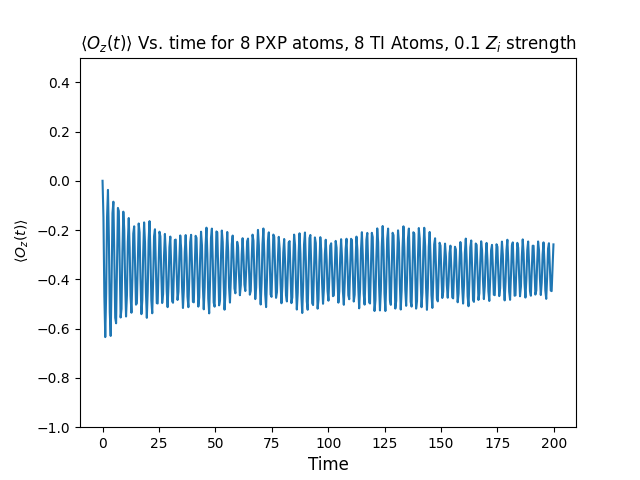 ⟨O_z(t)⟩ Vs. time for 8 PXP atoms, 8 TI Atoms, 0.1 Z_i strength
0.4
0.2
0.0
−0.2
−0.4
−0.6
−0.8
−1.0
⟨O_z(t)⟩
0 25 50 75 100 125 150 175 200
Time